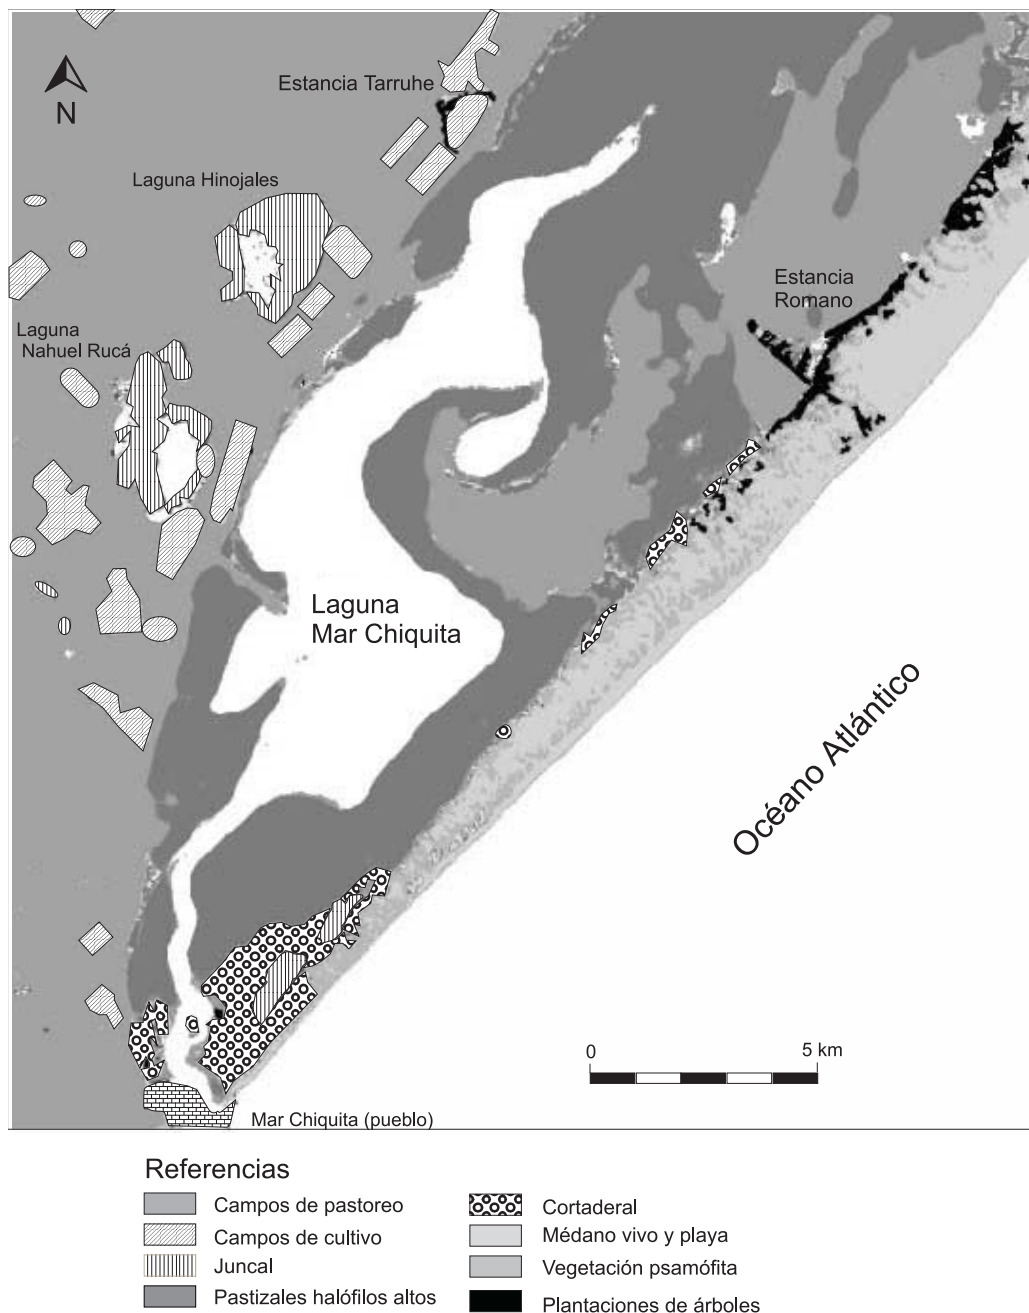 N
Estancia Tarruhe
Laguna Hinojales
Estancia
Romano
Laguna
Nahuel Rucá
Laguna
Mar Chiquita
Océano Atlántico
0
5 km
Mar Chiquita (pueblo)
Referencias
Campos de pastoreo
Campos de cultivo
Juncal
Pastizales halófilos altos
Cortaderal
Médano vivo y playa
Vegetación psamófita
Plantaciones de árboles